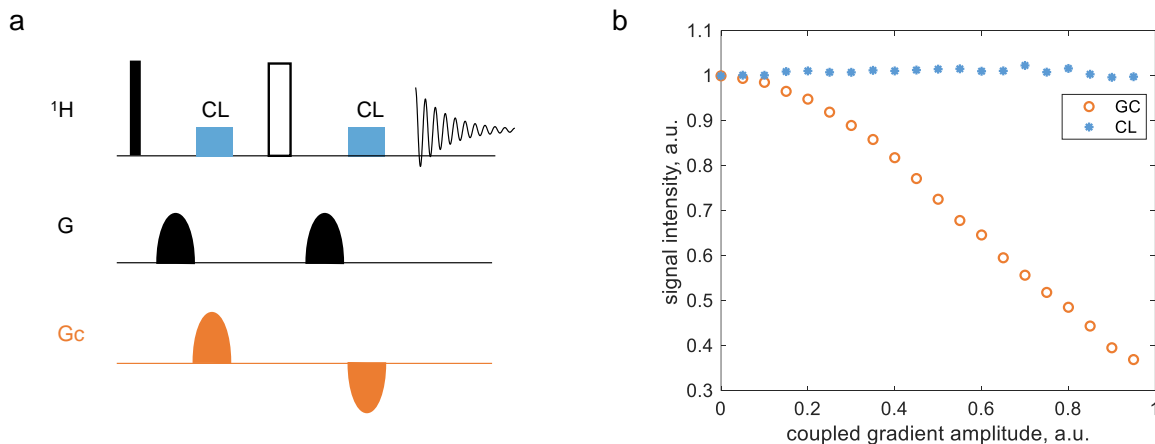 a
¹H
CL
CL
G
Gc
b
signal intensity, a.u.
1.1
1
0.9
0.8
0.7
0.6
0.5
0.4
0.3
0
0.2
0.4
0.6
0.8
1
coupled gradient amplitude, a.u.
GC
CL